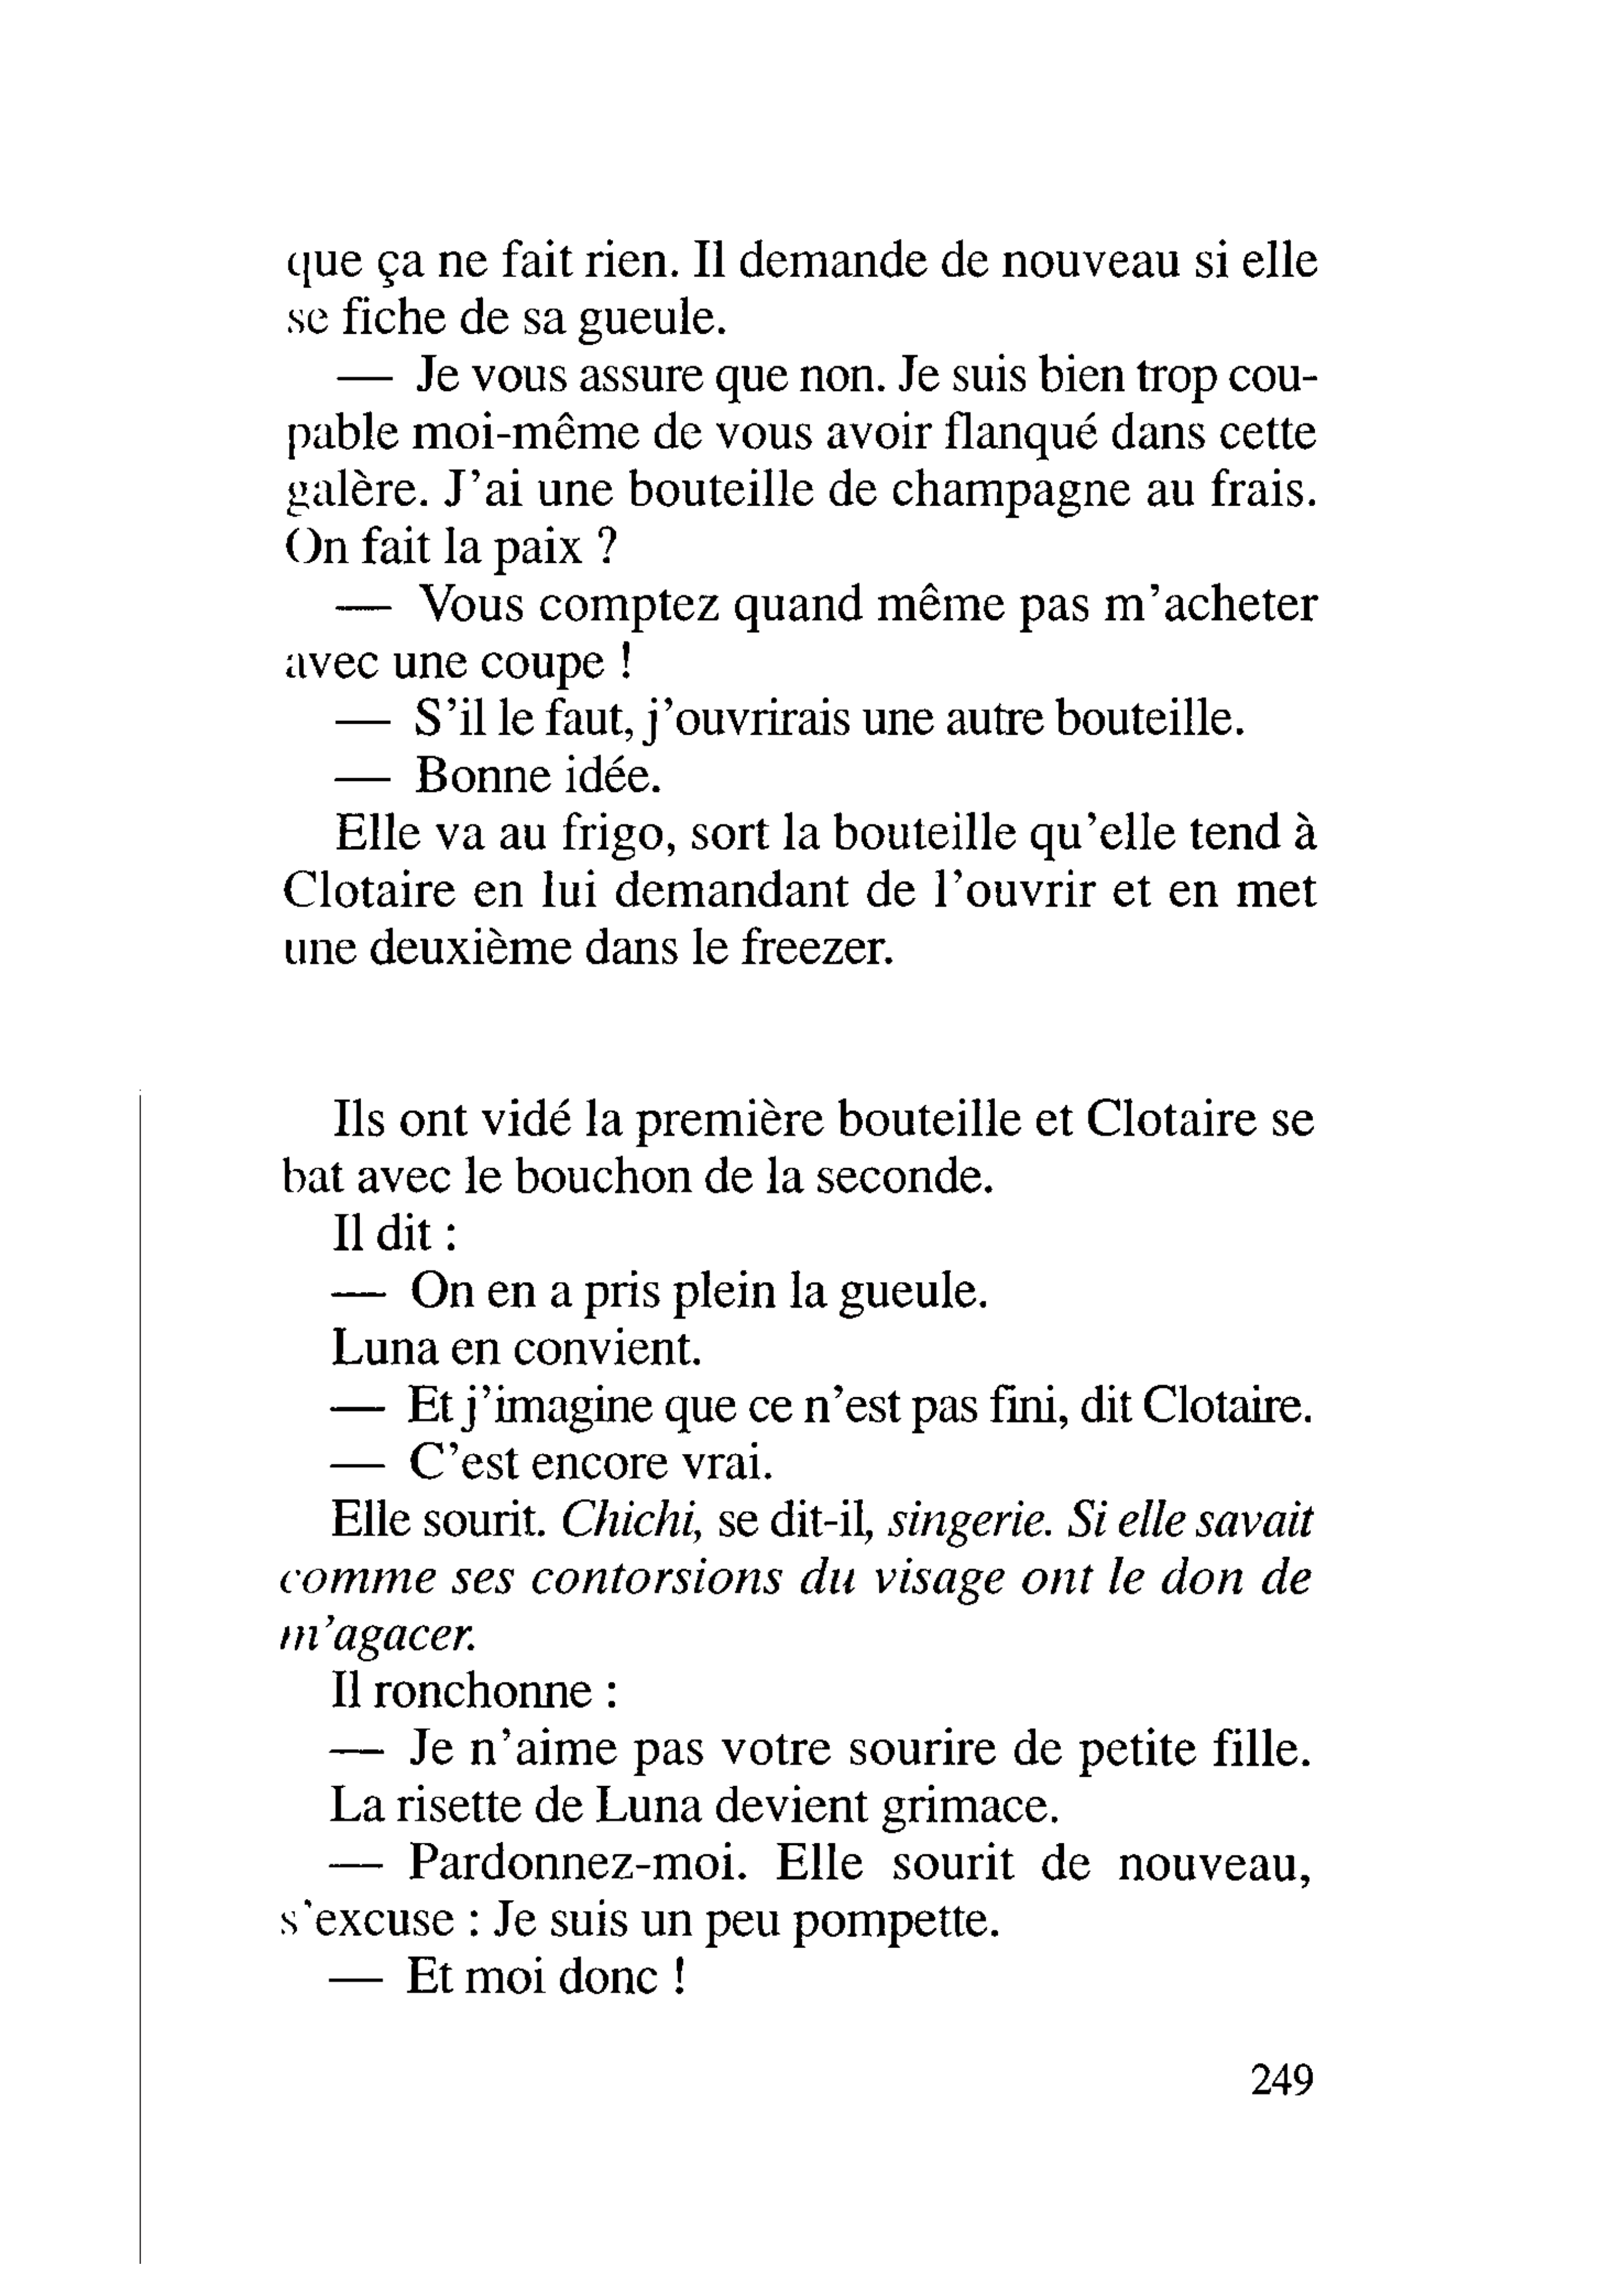 que ça ne fait rien. Il demande de nouveau si elle
se fiche de sa gueule.
— Je vous assure que non. Je suis bien trop cou-
pable moi-même de vous avoir flanqué dans cette
galère. J’ai une bouteille de champagne au frais.
On fait la paix ?
— Vous comptez quand même pas m’acheter
avec une coupe !
— S’il le faut, j’ouvrirais une autre bouteille.
— Bonne idée.
Elle va au frigo, sort la bouteille qu’elle tend à
Clotaire en lui demandant de l’ouvrir et en met
une deuxième dans le freezer.
Ils ont vidé la première bouteille et Clotaire se
bat avec le bouchon de la seconde.
Il dit :
— On en a pris plein la gueule.
Luna en convient.
— Et j’imagine que ce n’est pas fini, dit Clotaire.
— C’est encore vrai.
Elle sourit. Chichi, se dit-il, singerie. Si elle savait
comme ses contorsions du visage ont le don de
m’agacer.
Il ronchonne :
— Je n’aime pas votre sourire de petite fille.
La risette de Luna devient grimace.
— Pardonnez-moi. Elle sourit de nouveau,
s’excuse : Je suis un peu pompette.
— Et moi donc !
249